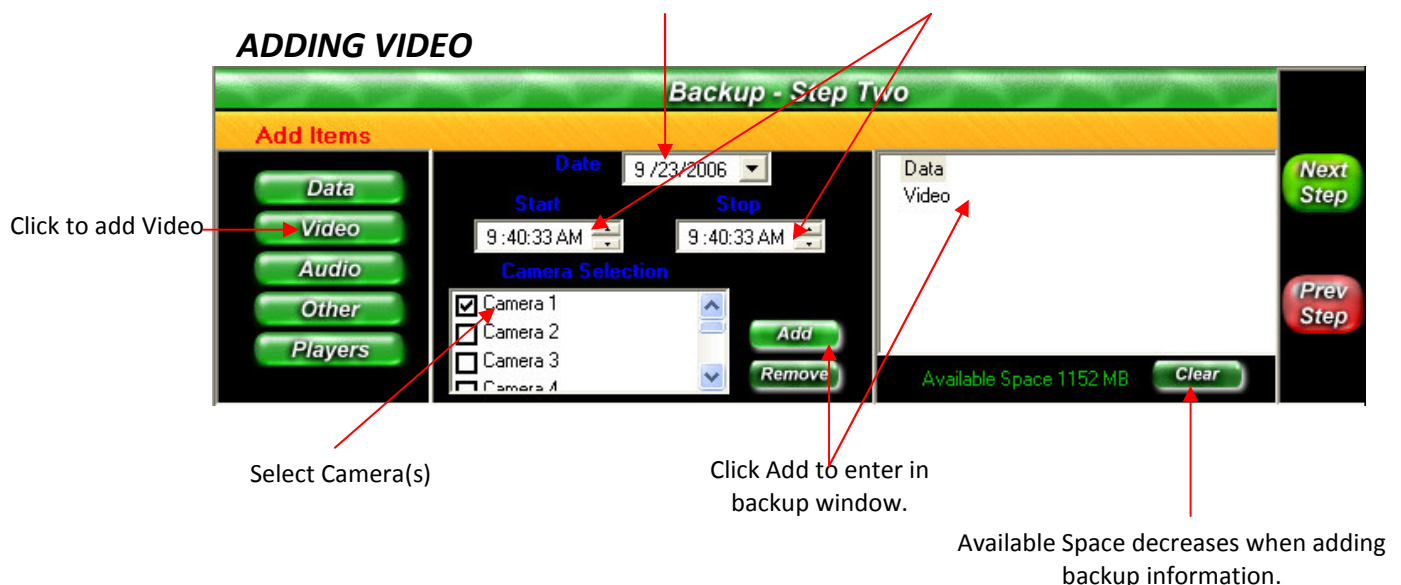 ADDING VIDEO
Backup - Step Two
Add Items
Data
Video
Audio
Other
Players
Click to add Video
Date
9 /23/2006
Start
Stop
9 :40:33 AM
9 :40:33 AM
Camera Selection
Camera 1
Camera 2
Camera 3
Camera 4
Add
Remove
Data
Video
Available Space 1152 MB
Clear
Next
Step
Prev
Step
Select Camera(s)
Click Add to enter in
backup window.
Available Space decreases when adding
backup information.